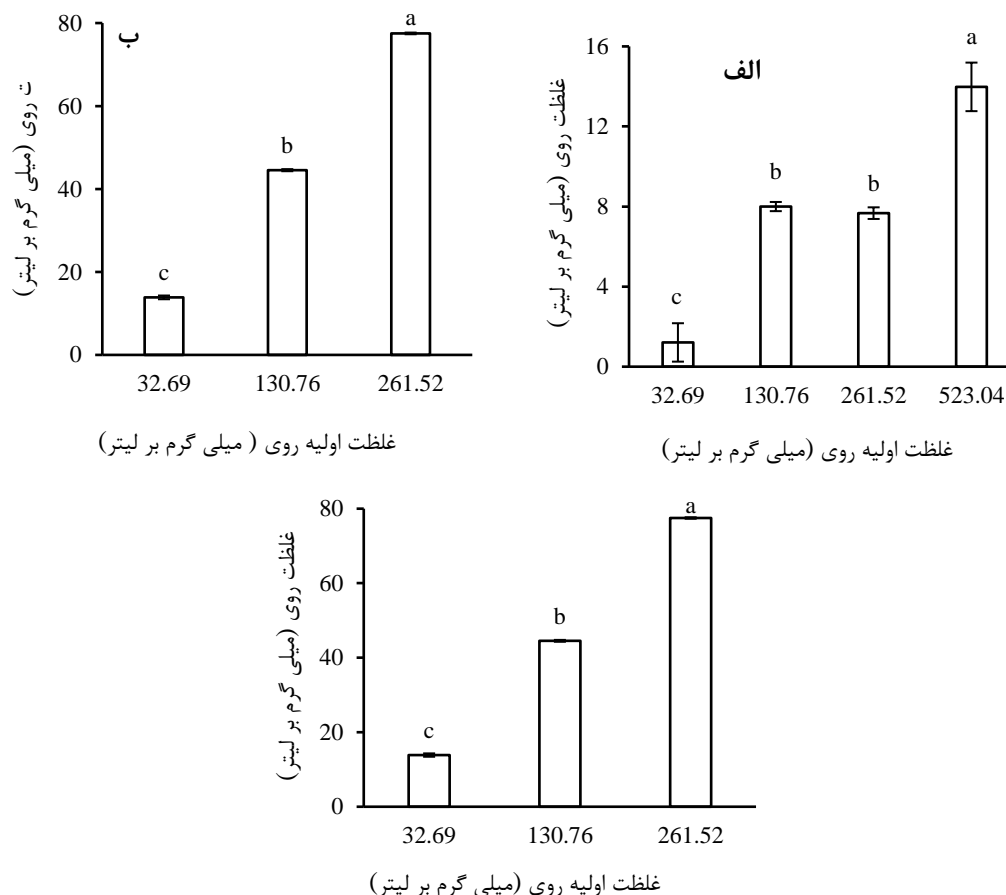 الف
غلظت روی (میلی گرم بر لیتر)
16
12
8
4
0
c
b
b
a
32.69 130.76 261.52 523.04
غلظت اولیه روی (میلی گرم بر لیتر)
ب
ت روی (میلی گرم بر لیتر)
80
60
40
20
0
c
b
a
32.69 130.76 261.52
غلظت اولیه روی ( میلی گرم بر لیتر)
غلظت روی (میلی گرم بر لیتر)
80
60
40
20
0
c
b
a
32.69 130.76 261.52
غلظت اولیه روی (میلی گرم بر لیتر)